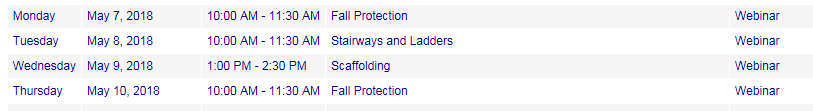 Monday May 7, 2018 10:00 AM - 11:30 AM Fall Protection Webinar
Tuesday May 8, 2018 10:00 AM - 11:30 AM Stairways and Ladders Webinar
Wednesday May 9, 2018 1:00 PM - 2:30 PM Scaffolding Webinar
Thursday May 10, 2018 10:00 AM - 11:30 AM Fall Protection Webinar